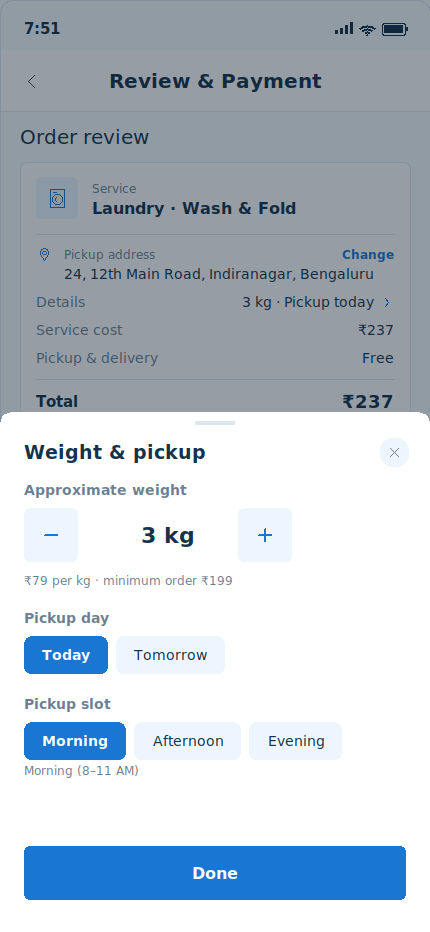 7:51
Review & Payment
Order review
Service
Laundry · Wash & Fold
Pickup address
Change
24, 12th Main Road, Indiranagar, Bengaluru
Details
3 kg · Pickup today
Service cost
₹237
Pickup & delivery
Free
Total
₹237
Weight & pickup
Approximate weight
3 kg
₹79 per kg · minimum order ₹199
Pickup day
Today
Tomorrow
Pickup slot
Morning
Afternoon
Evening
Morning (8–11 AM)
Done